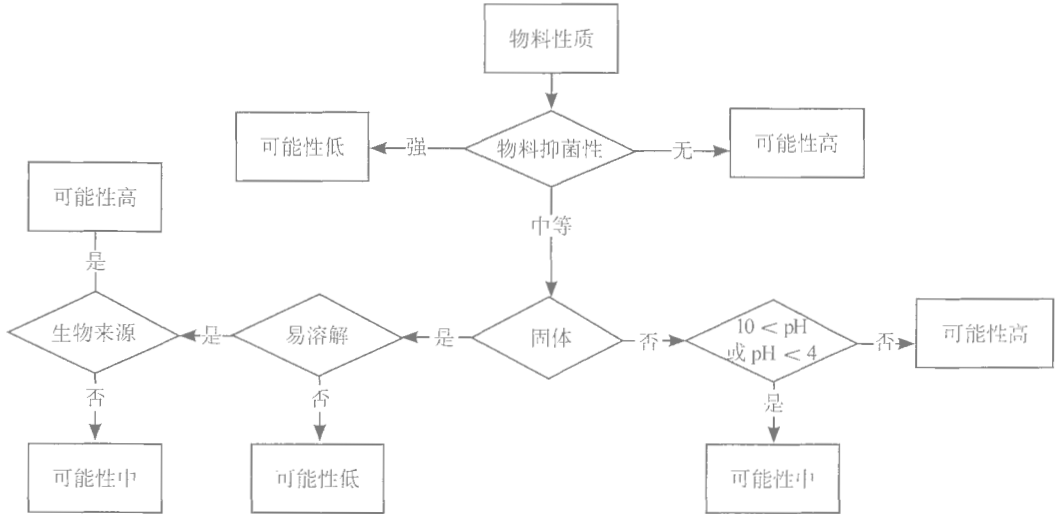 物料性质
可能性低
强
物料抑菌性
无
可能性高
可能性高
中等
是
生物来源
是
易溶解
是
固体
否
10 < pH
或 pH < 4
否
可能性高
否
否
是
可能性中
可能性低
可能性中